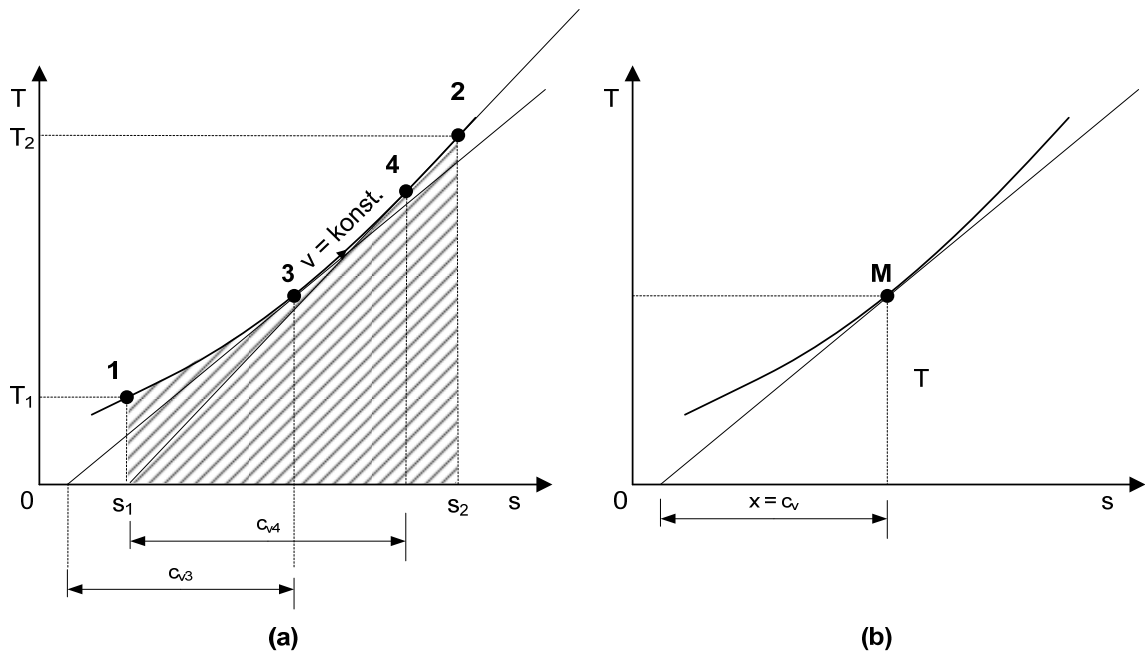 T
2
T₂
4
v = konst.
3
1
T₁
0
s₁
s₂
s
cᵥ₄
cᵥ₃
(a)
T
M
T
0
x = cᵥ
s
(b)